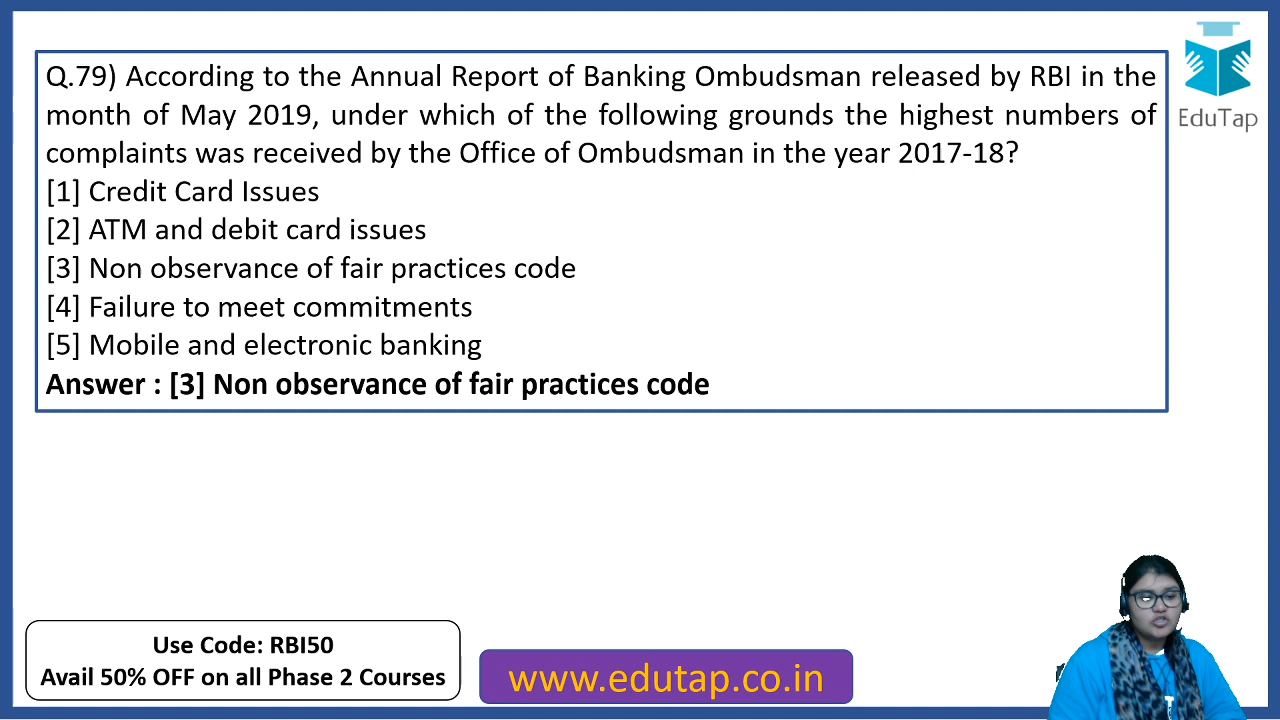 Q.79) According to the Annual Report of Banking Ombudsman released by RBI in the
month of May 2019, under which of the following grounds the highest numbers of
complaints was received by the Office of Ombudsman in the year 2017-18?
[1] Credit Card Issues
[2] ATM and debit card issues
[3] Non observance of fair practices code
[4] Failure to meet commitments
[5] Mobile and electronic banking
Answer : [3] Non observance of fair practices code
EduTap
Use Code: RBI50
Avail 50% OFF on all Phase 2 Courses
www.edutap.co.in